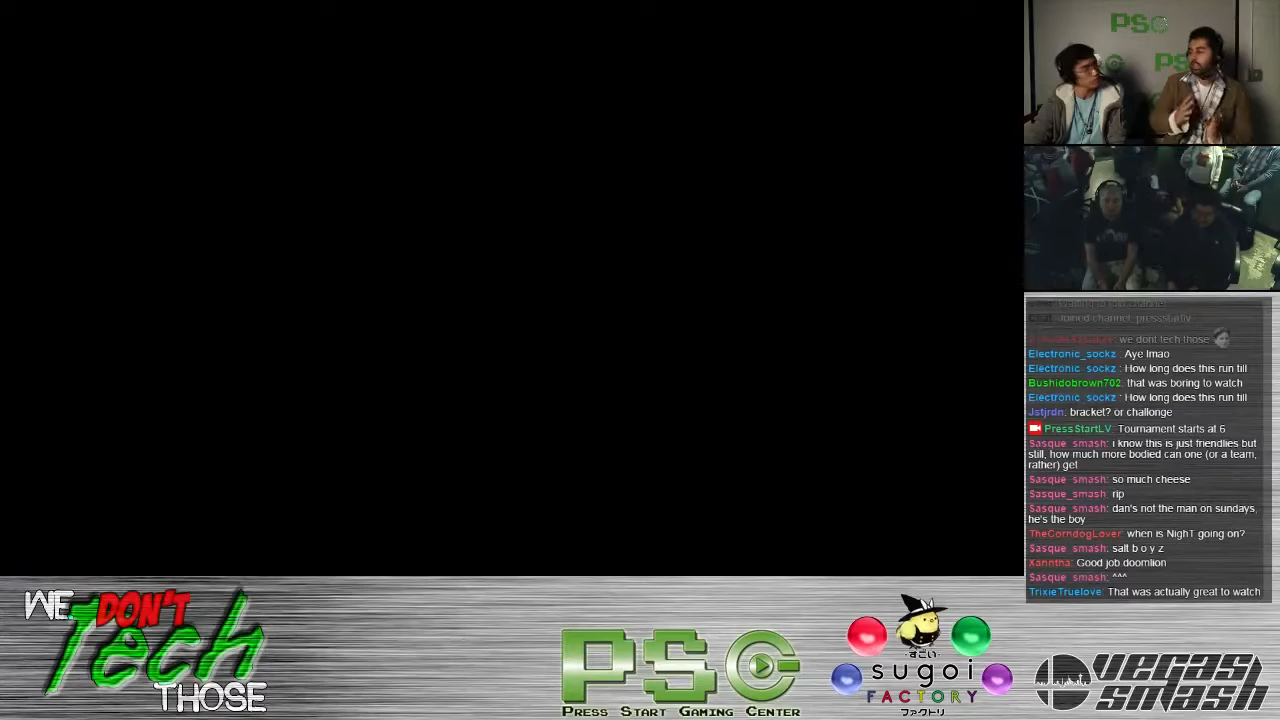 PSG
PS
Joined channel: pressstartlv
we dont tech those
Electronic_sockz: Aye lmao
Electronic_sockz: How long does this run till
Bushidobrown702: that was boring to watch
Electronic_sockz: How long does this run till
Jstjrdn: bracket? or challonge
PressStartLV: Tournament starts at 6
Sasque_smash: i know this is just friendlies but
still, how much more bodied can one (or a team,
rather) get
Sasque_smash: so much cheese
Sasque_smash: rip
Sasque_smash: dan's not the man on sundays,
he's the boy
TheCorndogLover: when is NighT going on?
Sasque_smash: salt b o y z
Xanntha: Good job doomlion
Sasque_smash: ^^^
TrixieTruelove: That was actually great to watch
WE DON'T
Tech
THOSE
PSG
PRESS START GAMING CENTER
すごい
sugoi
FACTORY
ファクトリ
VEGAS
SMASH